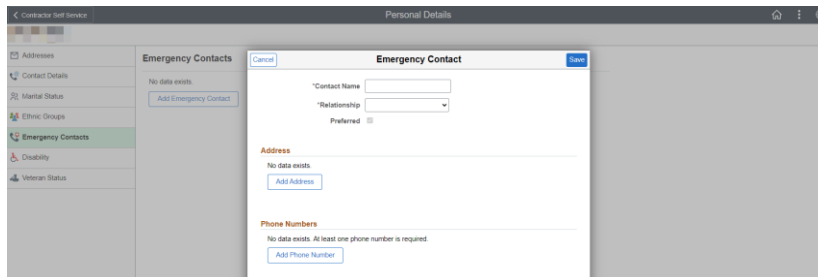 Contractor Self Service
Personal Details
Addresses
Contact Details
Marital Status
Ethnic Groups
Emergency Contacts
Disability
Veteran Status
Emergency Contacts
No data exists.
Add Emergency Contact
Cancel
Emergency Contact
Save
*Contact Name
*Relationship
Preferred
Address
No data exists.
Add Address
Phone Numbers
No data exists. At least one phone number is required.
Add Phone Number